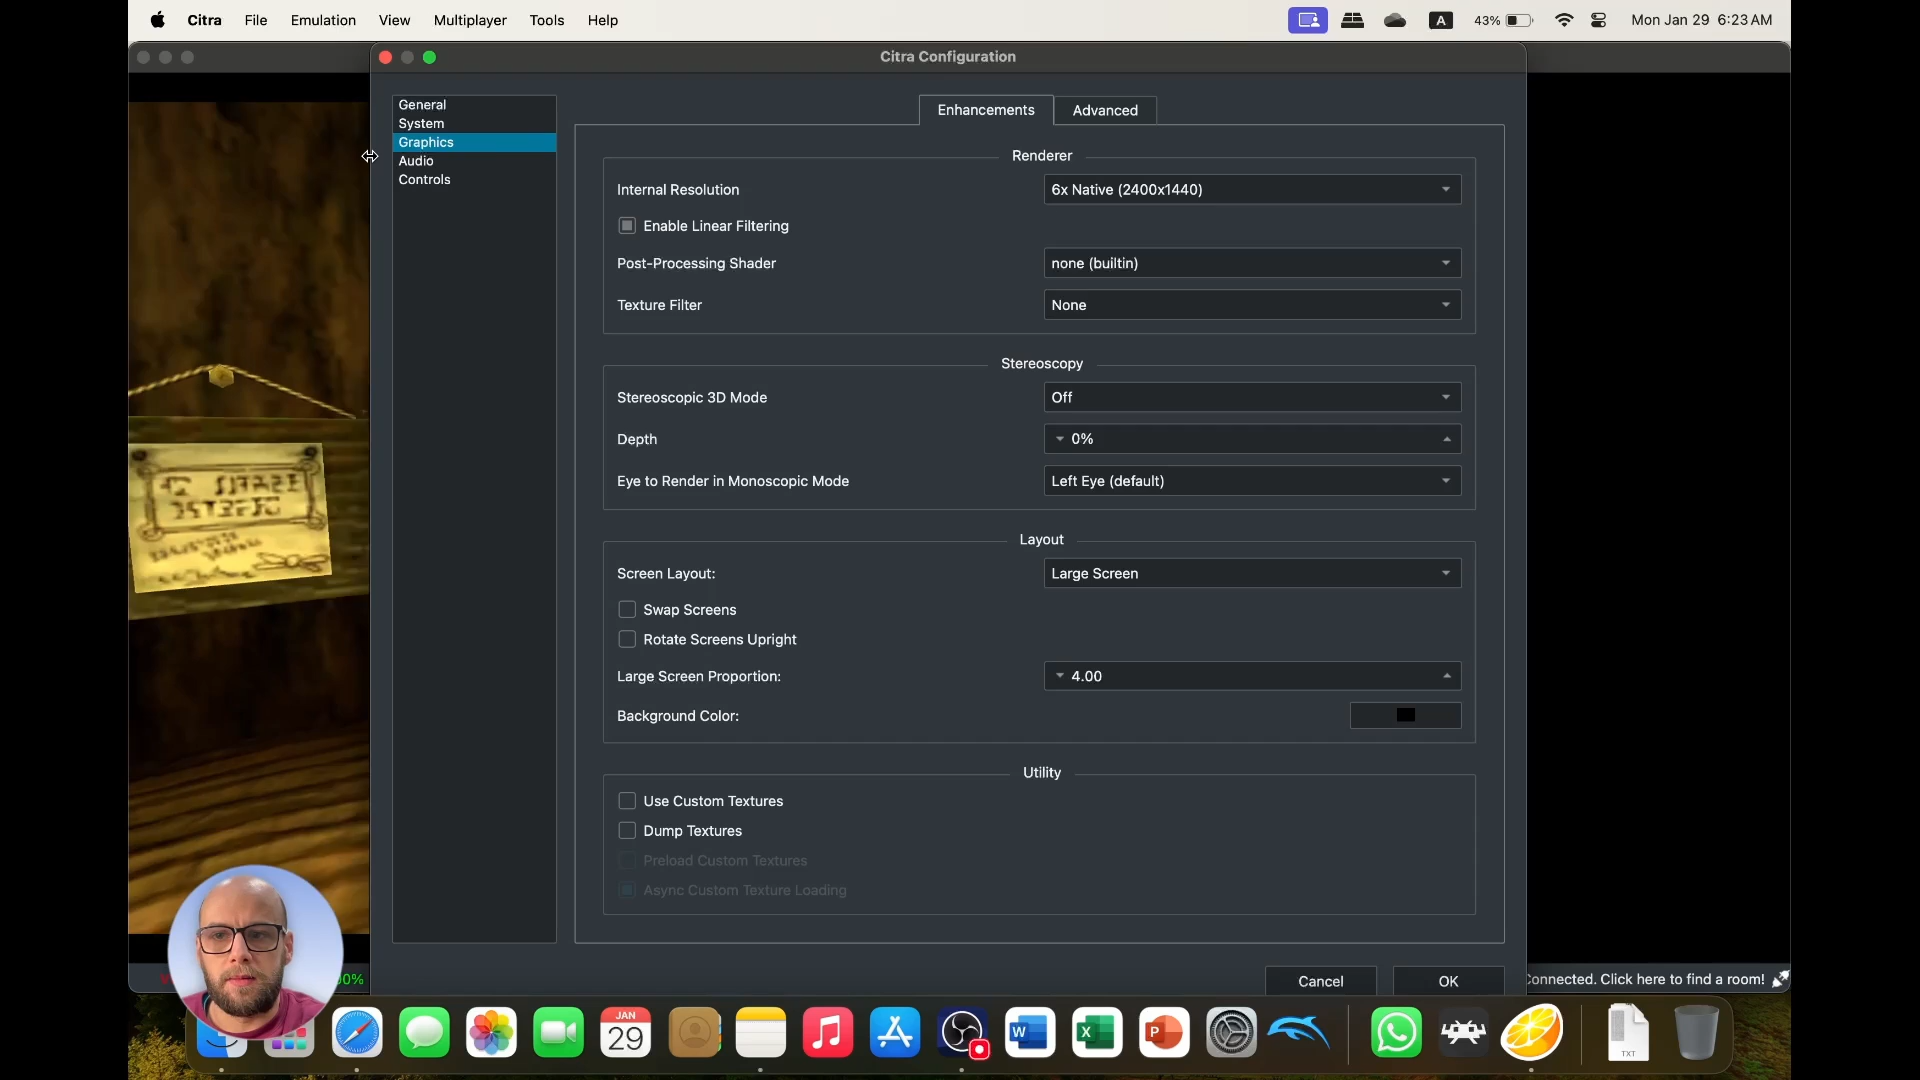 Citra File Emulation View Multiplayer Tools Help
A 43% Mon Jan 29 6:23 AM
Citra Configuration
General
System
Graphics
Audio
Controls
Enhancements Advanced
Renderer
Internal Resolution 6x Native (2400x1440)
Enable Linear Filtering
Post-Processing Shader none (builtin)
Texture Filter None
Stereoscopy
Stereoscopic 3D Mode Off
Depth 0%
Eye to Render in Monoscopic Mode Left Eye (default)
Layout
Screen Layout: Large Screen
Swap Screens
Rotate Screens Upright
Large Screen Proportion: 4.00
Background Color:
Utility
Use Custom Textures
Dump Textures
Preload Custom Textures
Async Custom Texture Loading
Cancel OK
Connected. Click here to find a room!
JAN
29
W X P
TXT